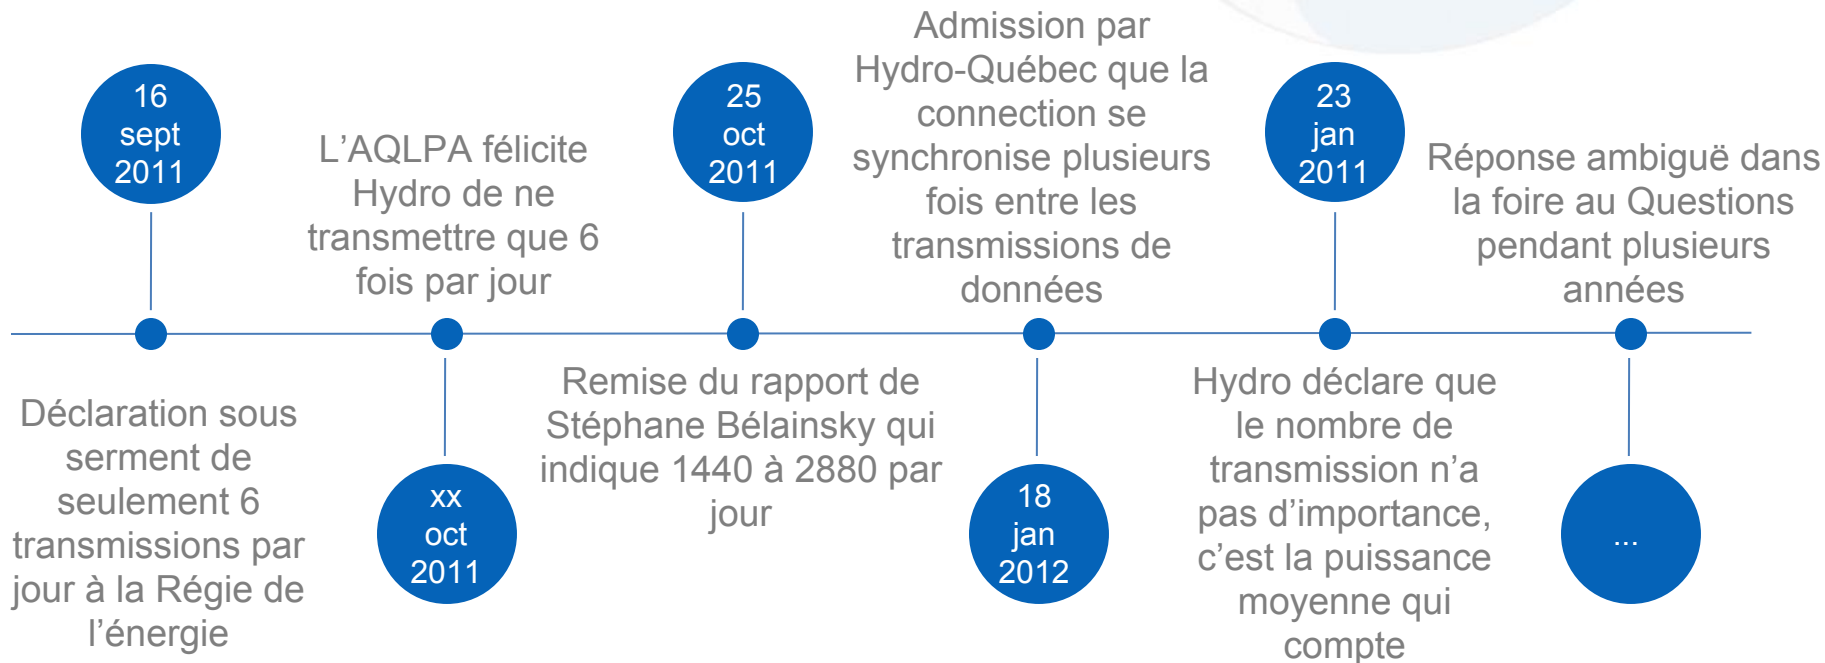 16
sept
2011
Déclaration sous
serment de
seulement 6
transmissions par
jour à la Régie de
l’énergie
L’AQLPA félicite
Hydro de ne
transmettre que 6
fois par jour
xx
oct
2011
25
oct
2011
Remise du rapport de
Stéphane Bélainsky qui
indique 1440 à 2880 par
jour
Admission par
Hydro-Québec que la
connection se
synchronise plusieurs
fois entre les
transmissions de
données
18
jan
2012
23
jan
2011
Hydro déclare que
le nombre de
transmission n’a
pas d’importance,
c’est la puissance
moyenne qui
compte
Réponse ambiguë dans
la foire au Questions
pendant plusieurs
années
...